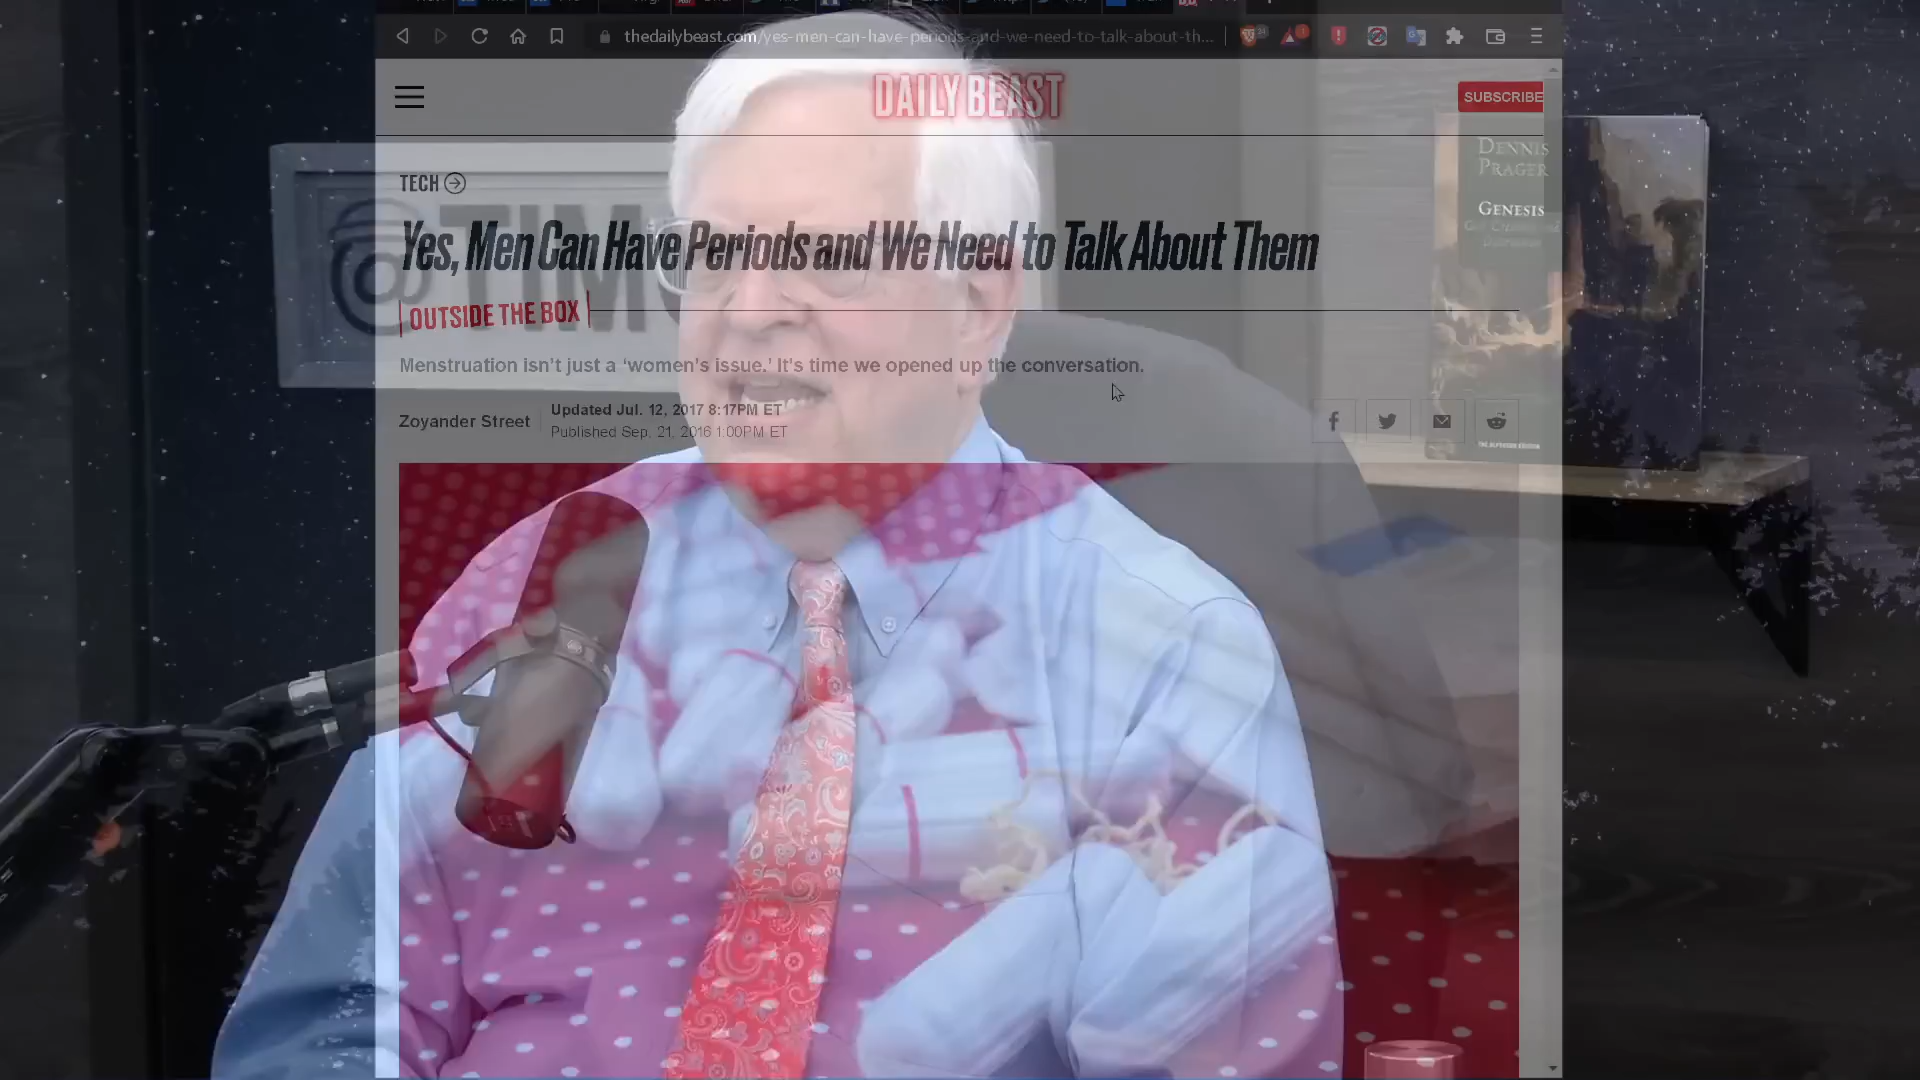 thedailybeast.com/yes-men-can-have-periods-and-we-need-to-talk-about-th...
DAILY BEAST
SUBSCRIBE
TECH
Yes, Men Can Have Periods and We Need to Talk About Them
OUTSIDE THE BOX
Menstruation isn't just a ‘women's issue.’ It's time we opened up the conversation.
Zoyander Street
Updated Jul. 12, 2017 8:17PM ET
Published Sep. 21, 2016 1:00PM ET
@TIM
DENNIS
PRAGER
GENESIS